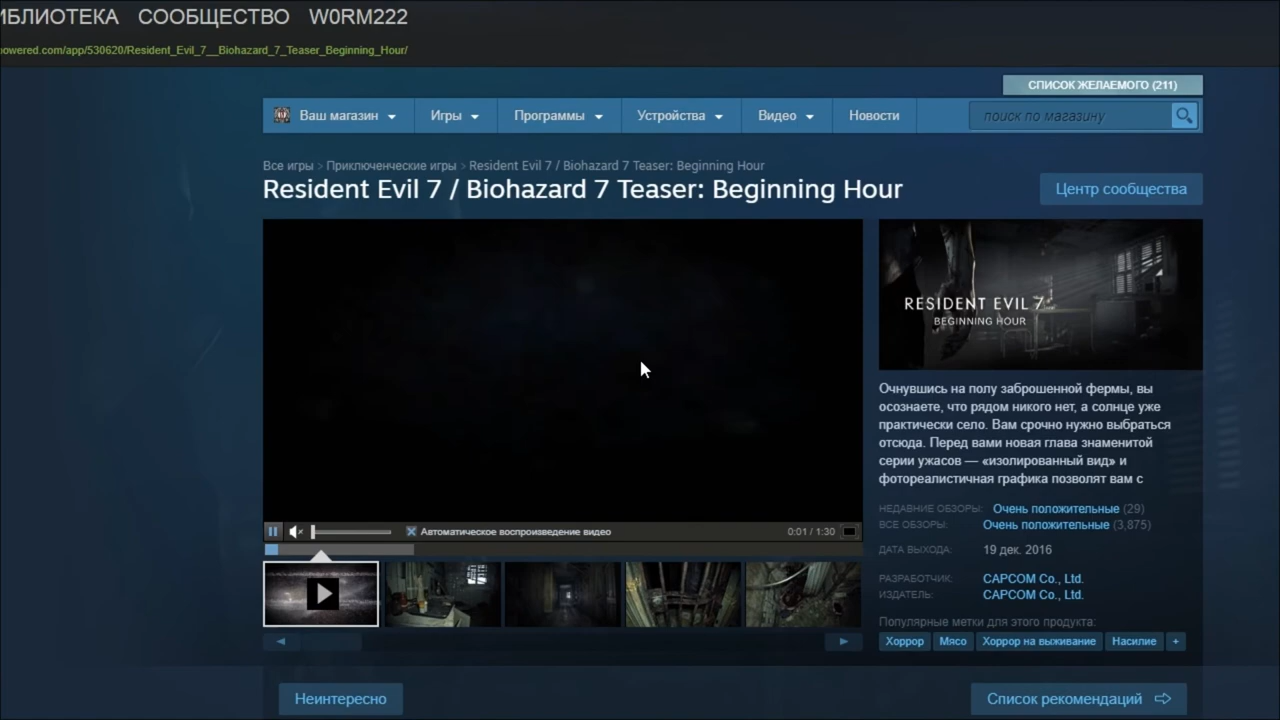 ИБЛИОТЕКА СООБЩЕСТВО W0RM222
owered.com/app/530620/Resident_Evil_7__Biohazard_7_Teaser_Beginning_Hour/
СПИСОК ЖЕЛАЕМОГО (211)
Ваш магазин Игры Программы Устройства Видео Новости поиск по магазину
Все игры > Приключенческие игры > Resident Evil 7 / Biohazard 7 Teaser: Beginning Hour
Resident Evil 7 / Biohazard 7 Teaser: Beginning Hour
Центр сообщества
RESIDENT EVIL 7
BEGINNING HOUR
Очнувшись на полу заброшенной фермы, вы
осознаете, что рядом никого нет, а солнце уже
практически село. Вам срочно нужно выбраться
отсюда. Перед вами новая глава знаменитой
серии ужасов — «изолированный вид» и
фотореалистичная графика позволят вам с
НЕДАВНИЕ ОБЗОРЫ: Очень положительные (29)
ВСЕ ОБЗОРЫ: Очень положительные (3,875)
Автоматическое воспроизведение видео 0:01 / 1:30
ДАТА ВЫХОДА: 19 дек. 2016
РАЗРАБОТЧИК: CAPCOM Co., Ltd.
ИЗДАТЕЛЬ: CAPCOM Co., Ltd.
Популярные метки для этого продукта:
Хоррор Мясо Хоррор на выживание Насилие +
Неинтересно
Список рекомендаций